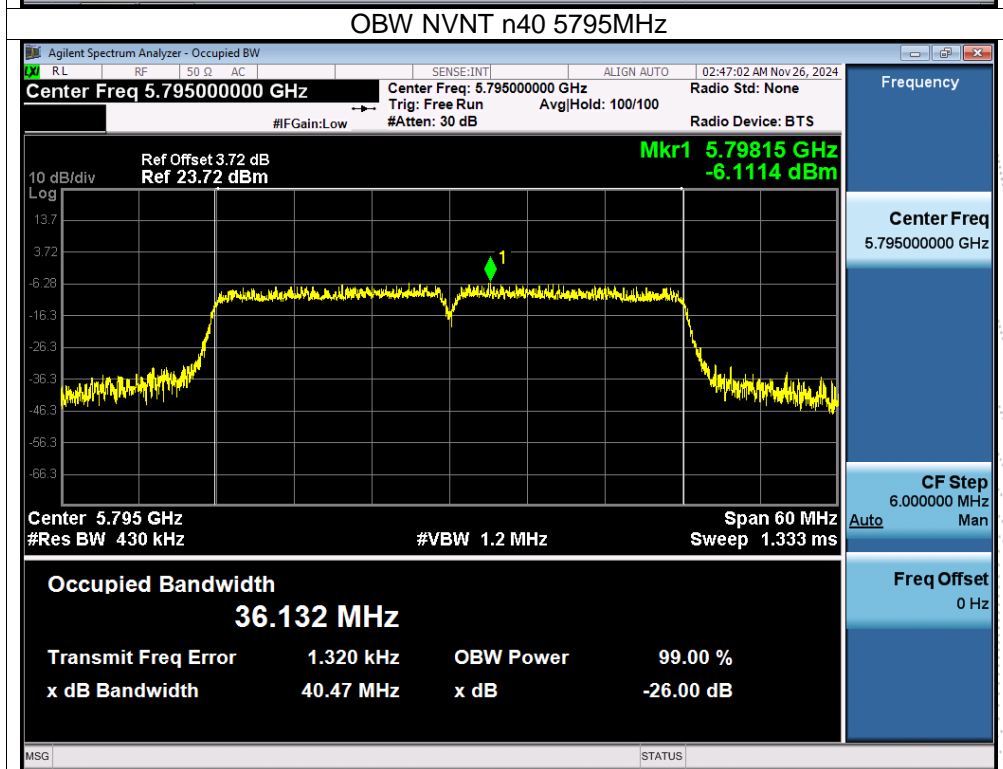 OBW NVNT n40 5795MHz
Agilent Spectrum Analyzer - Occupied BW
LXI RL RF 50 Ω AC SENSE:INT ALIGN AUTO 02:47:02 AM Nov 26, 2024
Center Freq 5.795000000 GHz
Center Freq: 5.795000000 GHz
Radio Std: None
Trig: Free Run Avg|Hold: 100/100
#IFGain:Low #Atten: 30 dB Radio Device: BTS
Frequency
Mkr1 5.79815 GHz
-6.1114 dBm
Ref Offset 3.72 dB
10 dB/div Ref 23.72 dBm
Log
13.7
3.72
-6.28
-16.3
-26.3
-36.3
-46.3
-56.3
-66.3
1
Center 5.795 GHz Span 60 MHz
#Res BW 430 kHz #VBW 1.2 MHz Sweep 1.333 ms
Center Freq
5.795000000 GHz
CF Step
6.000000 MHz
Auto Man
Freq Offset
0 Hz
Occupied Bandwidth
36.132 MHz
Transmit Freq Error 1.320 kHz OBW Power 99.00 %
x dB Bandwidth 40.47 MHz x dB -26.00 dB
MSG STATUS